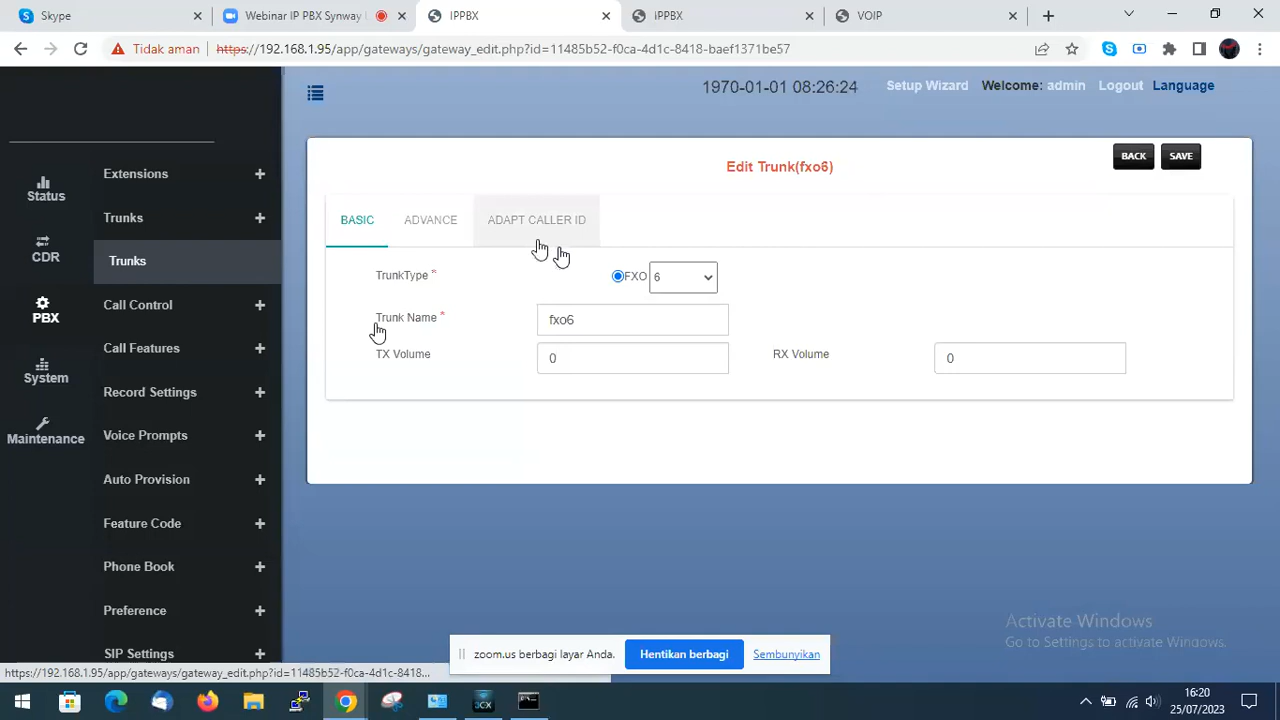 Skype
Webinar IP PBX Synway
IPPBX
IPPBX
VOIP
Tidak aman
https://192.168.1.95/app/gateways/gateway_edit.php?id=11485b52-f0ca-4d1c-8418-baef1371be57
1970-01-01 08:26:24
Setup Wizard
Welcome: admin
Logout
Language
Status
CDR
PBX
System
Maintenance
Extensions +
Trunks +
Trunks
Call Control +
Call Features +
Record Settings +
Voice Prompts +
Auto Provision +
Feature Code +
Phone Book +
Preference +
SIP Settings
Edit Trunk(fxo6)
BACK
SAVE
BASIC
ADVANCE
ADAPT CALLER ID
TrunkType *
FXO
6
Trunk Name *
fxo6
TX Volume
0
RX Volume
0
Activate Windows
Go to Settings to activate Windows.
zoom.us berbagi layar Anda.
Hentikan berbagi
Sembunyikan
https://192.168.1.95/app/gateways/gateway_edit.php?id=11485b52-f0ca-4d1c-8418...
3CX
16:20
25/07/2023